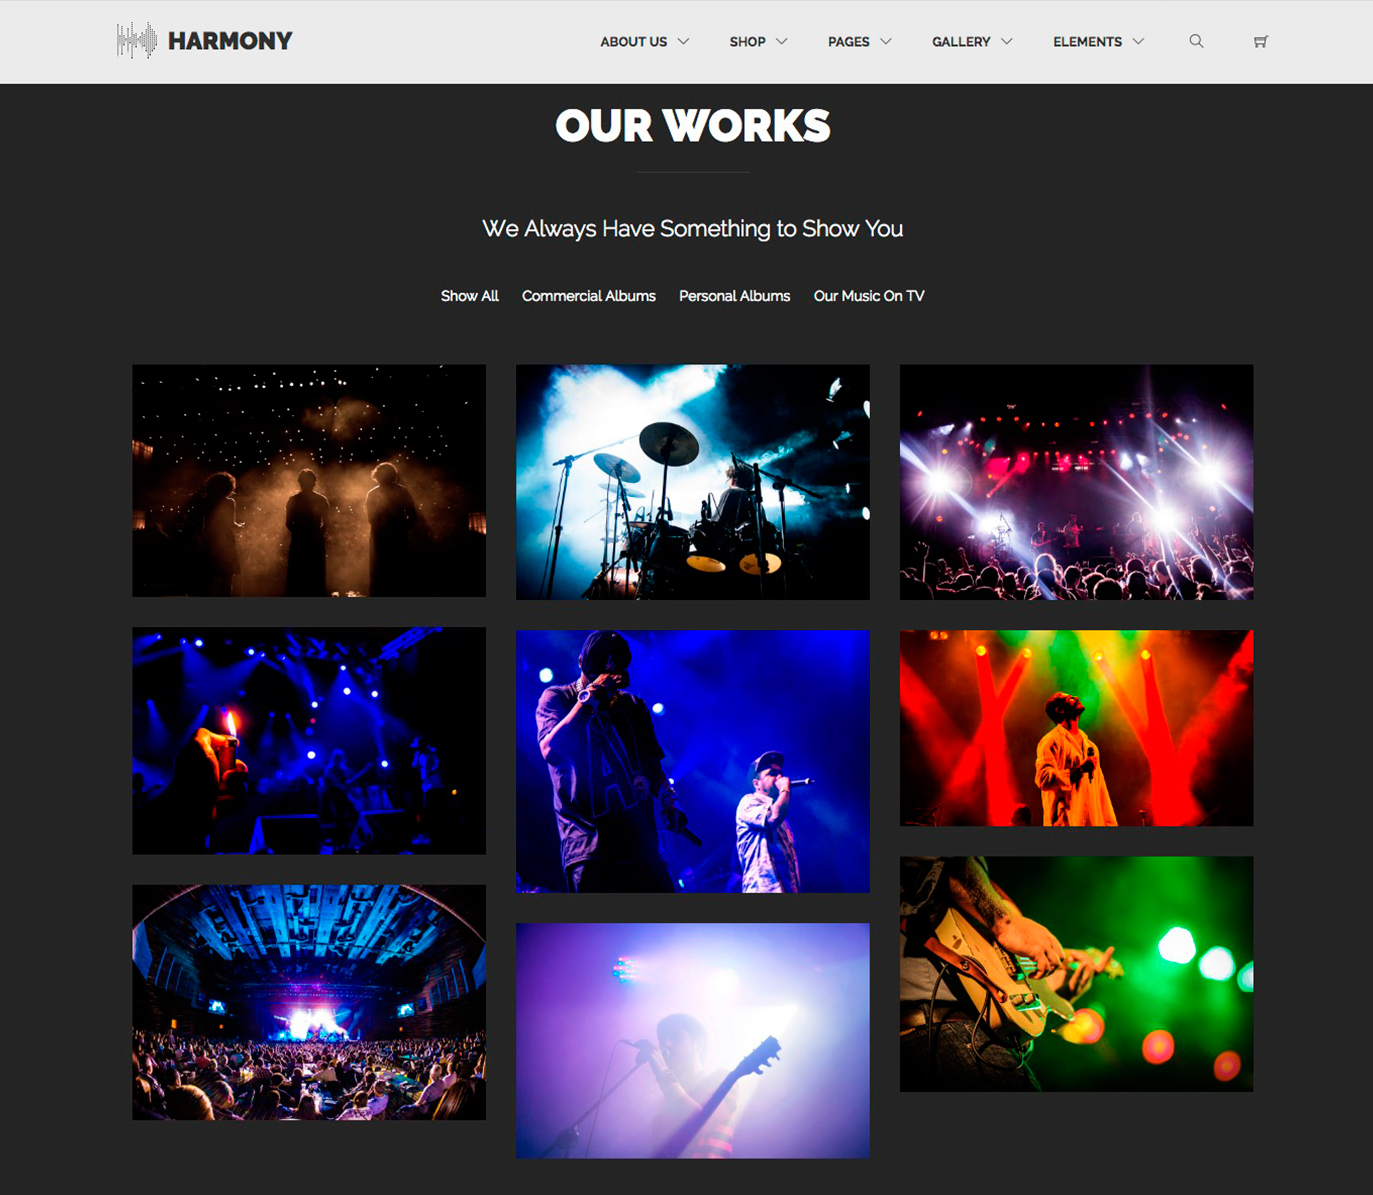 HARMONY
ABOUT US SHOP PAGES GALLERY ELEMENTS
OUR WORKS
We Always Have Something to Show You
Show All Commercial Albums Personal Albums Our Music On TV